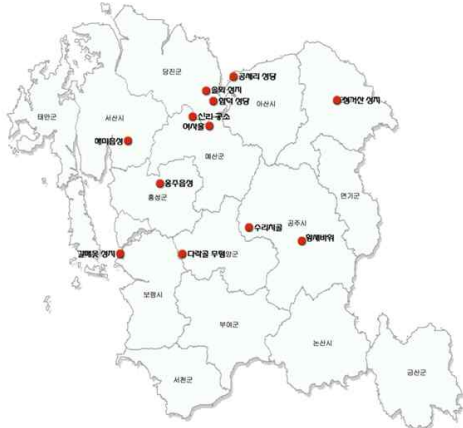 공세리 성당
당진군
솔뫼 성지
합덕 성당
성거산 성지
아산시
태안군
서산시
신리 공소
여사울
해미읍성
예산군
홍주읍성
연기군
홍성군
수리치골
공주시
황새바위
갈매못 성지
다락골 무덤
양군
보령시
부여군
논산시
서천군
금산군